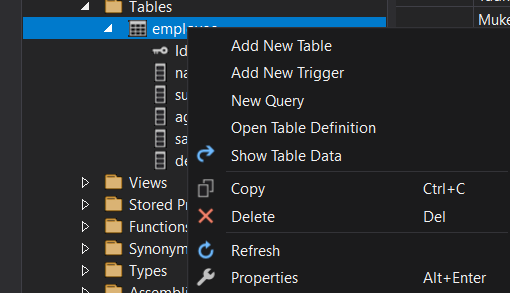 Tables
employee
Add New Table
Id
na
Add New Trigger
su
New Query
ag
Open Table Definition
sa
Show Table Data
de
Views
Copy Ctrl+C
Stored Pr
Delete Del
Functions
Synonym
Refresh
Types
Properties Alt+Enter
Assembli
Muke